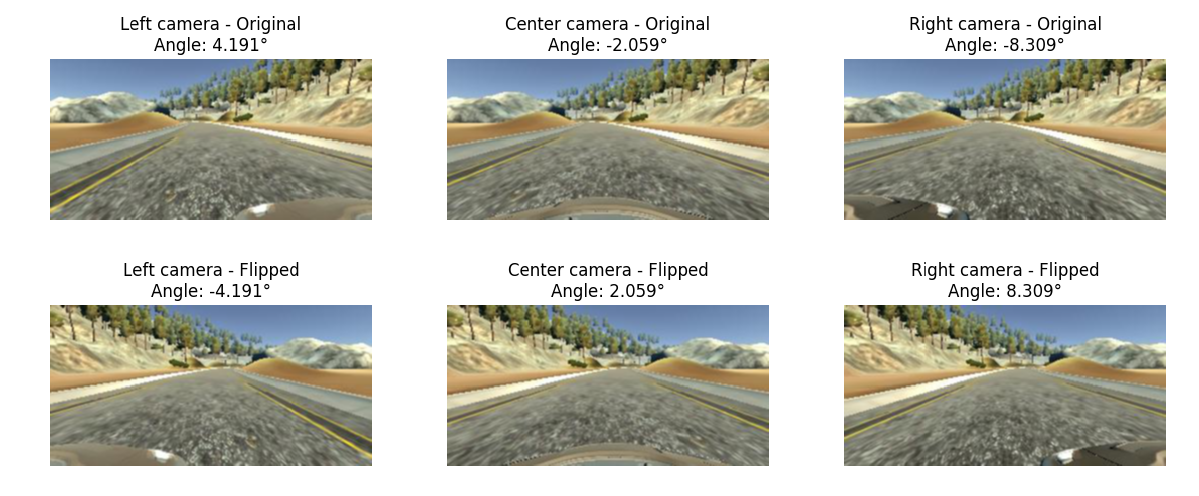 Left camera - Original
Angle: 4.191°
Center camera - Original
Angle: -2.059°
Right camera - Original
Angle: -8.309°
Left camera - Flipped
Angle: -4.191°
Center camera - Flipped
Angle: 2.059°
Right camera - Flipped
Angle: 8.309°